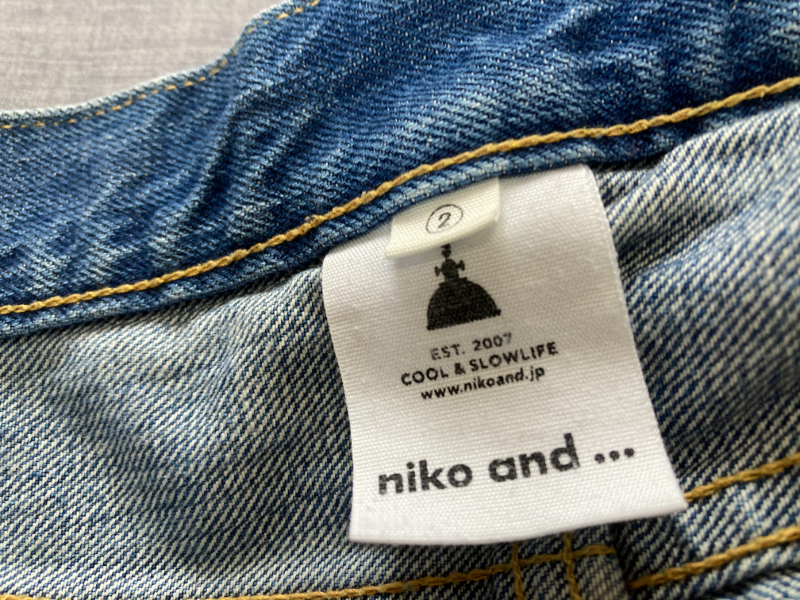 ②
EST. 2007
COOL & SLOWLIFE
www.nikoand.jp
niko and ...